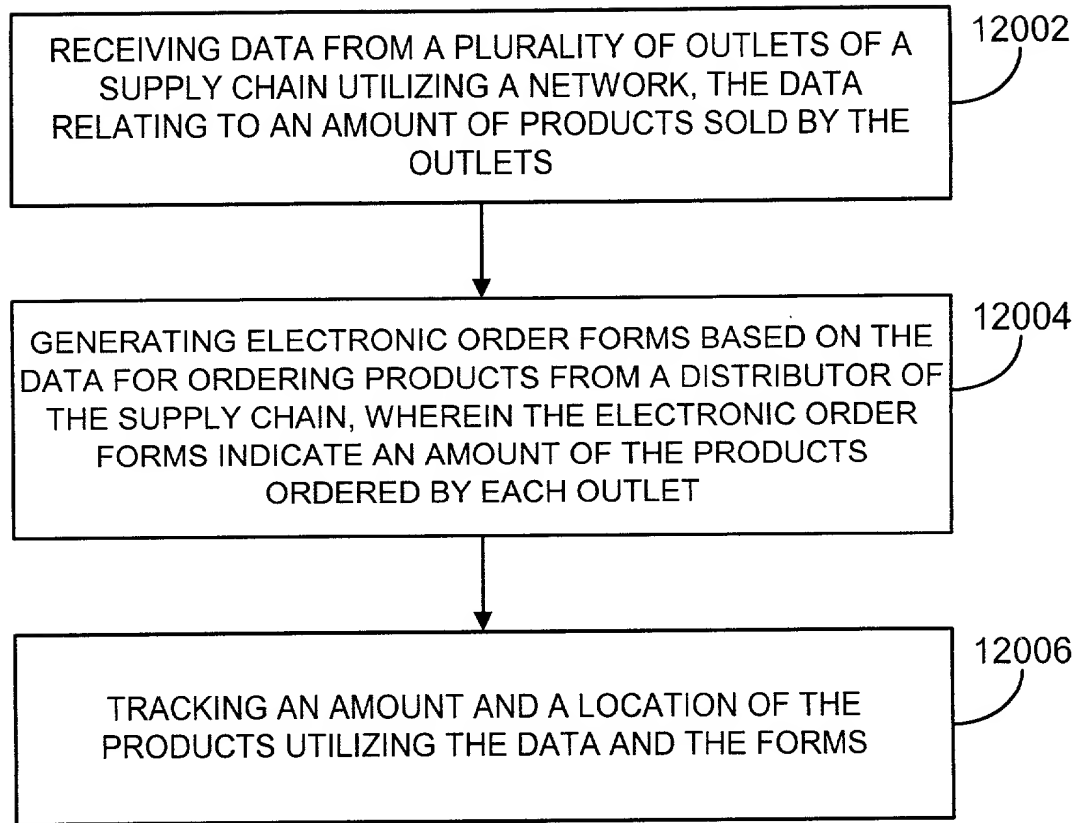 12002
RECEIVING DATA FROM A PLURALITY OF OUTLETS OF A
SUPPLY CHAIN UTILIZING A NETWORK, THE DATA
RELATING TO AN AMOUNT OF PRODUCTS SOLD BY THE
OUTLETS
12004
GENERATING ELECTRONIC ORDER FORMS BASED ON THE
DATA FOR ORDERING PRODUCTS FROM A DISTRIBUTOR OF
THE SUPPLY CHAIN, WHEREIN THE ELECTRONIC ORDER
FORMS INDICATE AN AMOUNT OF THE PRODUCTS
ORDERED BY EACH OUTLET
12006
TRACKING AN AMOUNT AND A LOCATION OF THE
PRODUCTS UTILIZING THE DATA AND THE FORMS